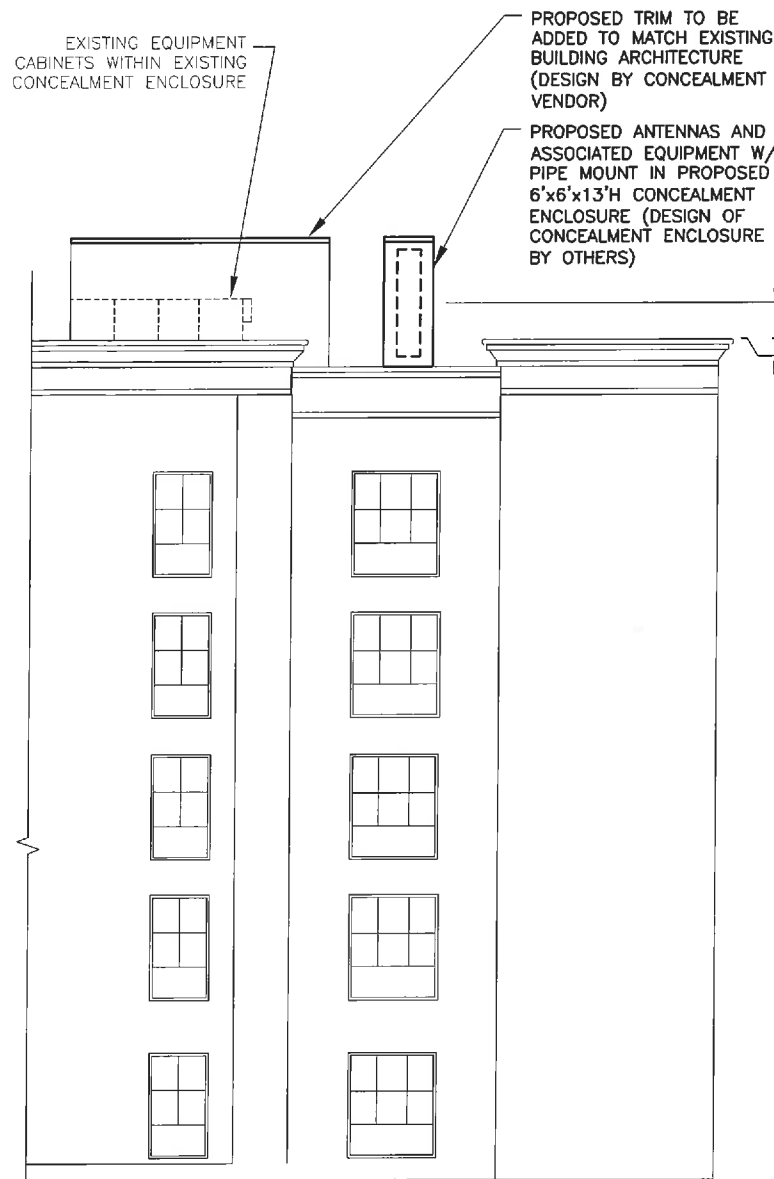 EXISTING EQUIPMENT
CABINETS WITHIN EXISTING
CONCEALMENT ENCLOSURE
PROPOSED TRIM TO BE
ADDED TO MATCH EXISTING
BUILDING ARCHITECTURE
(DESIGN BY CONCEALMENT
VENDOR)
PROPOSED ANTENNAS AND
ASSOCIATED EQUIPMENT W/
PIPE MOUNT IN PROPOSED
6'x6'x13'H CONCEALMENT
ENCLOSURE (DESIGN OF
CONCEALMENT ENCLOSURE
BY OTHERS)